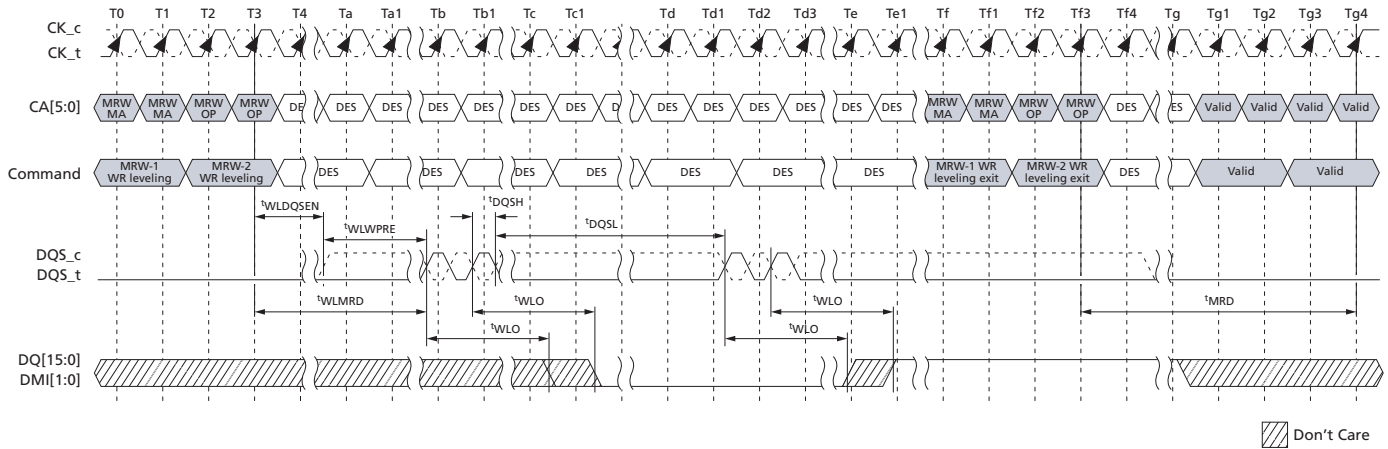 T0 T1 T2 T3 T4 Ta Ta1 Tb Tb1 Tc Tc1 Td Td1 Td2 Td3 Te Te1 Tf Tf1 Tf2 Tf3 Tf4 Tg Tg1 Tg2 Tg3 Tg4
CK_c
CK_t
CA[5:0] MRW MA MRW MA MRW OP MRW OP DE DES DES DES DES DES DES D DES DES DES DES DES DES MRW MA MRW MA MRW OP MRW OP DES ES Valid Valid Valid Valid
Command MRW-1 WR leveling MRW-2 WR leveling DES DES DES DES DES DES DES MRW-1 WR leveling exit MRW-2 WR leveling exit DES Valid Valid
tWLDQSEN tDQSH
tWLWPRE tDQSL
DQS_c
DQS_t
tWLMRD tWLO tWLO tMRD
tWLO tWLO
DQ[15:0]
DMI[1:0]
Don't Care